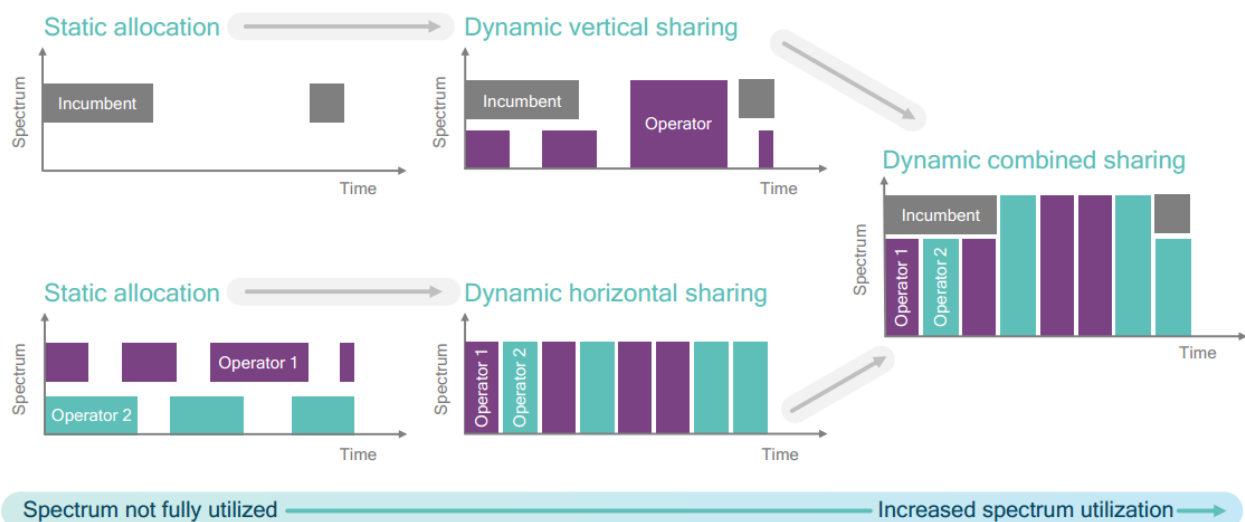 Static allocation
Dynamic vertical sharing
Spectrum
Incumbent
Time
Spectrum
Incumbent
Operator
Time
Dynamic combined sharing
Spectrum
Incumbent
Operator 1
Operator 2
Time
Static allocation
Dynamic horizontal sharing
Spectrum
Operator 1
Operator 2
Time
Spectrum
Operator 1
Operator 2
Time
Spectrum not fully utilized
Increased spectrum utilization